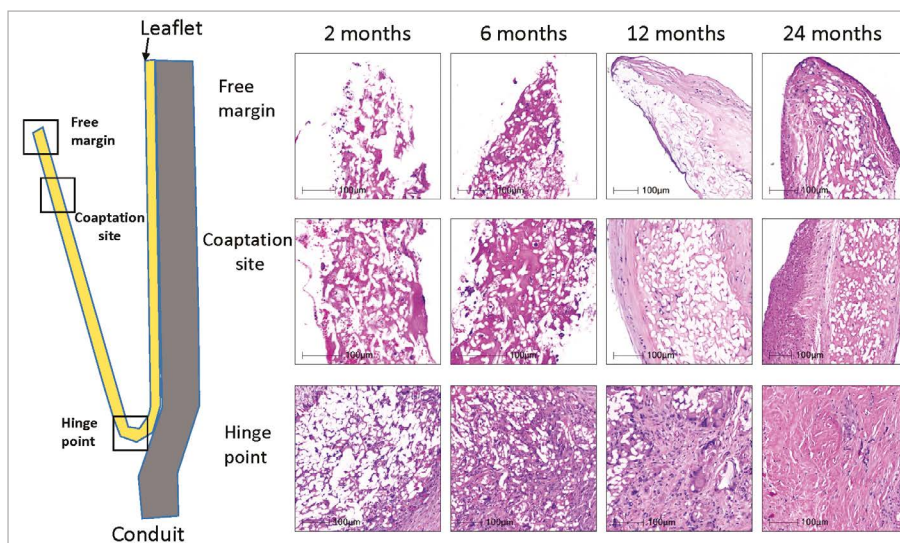 Leaflet
2 months
6 months
12 months
24 months
Free
margin
Free
margin
100µm
100µm
100µm
100µm
Coaptation
site
Coaptation
site
100µm
100µm
100µm
100µm
Hinge
point
Hinge
point
100µm
100µm
100µm
100µm
Conduit